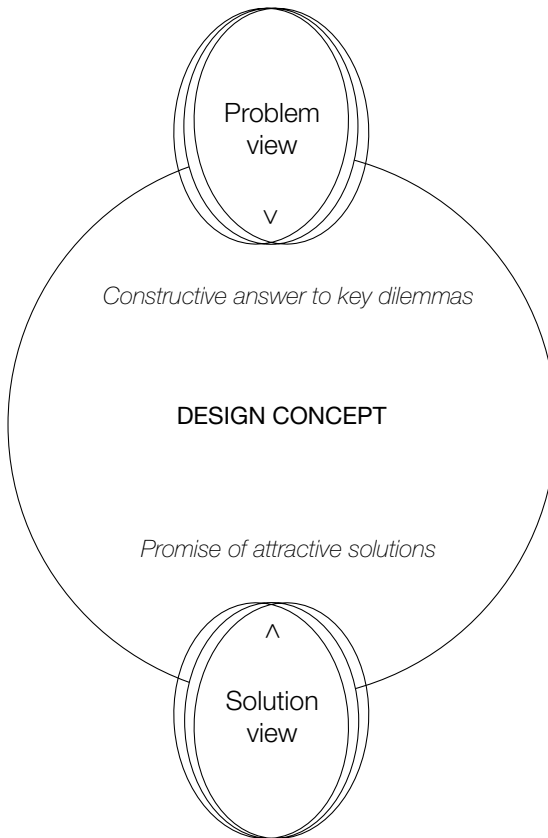 Problem
view
∨
Constructive answer to key dilemmas
DESIGN CONCEPT
Promise of attractive solutions
∧
Solution
view